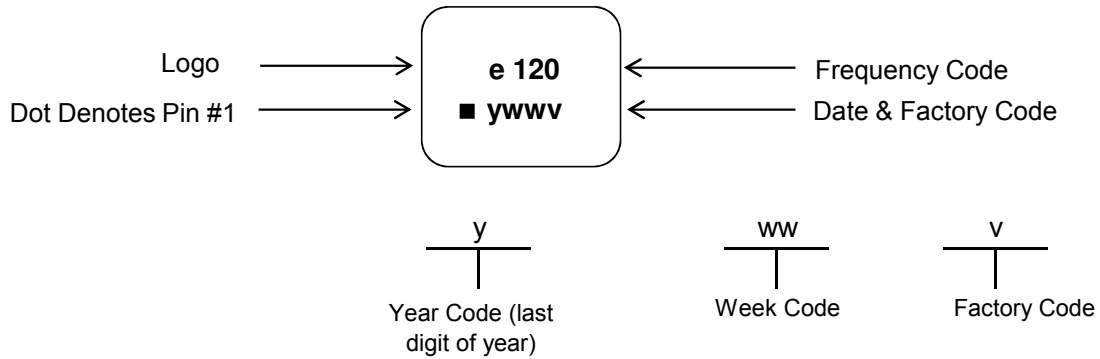 Logo
e 120
Frequency Code
Dot Denotes Pin #1
■ ywwv
Date & Factory Code
y
ww
v
Year Code (last
digit of year)
Week Code
Factory Code